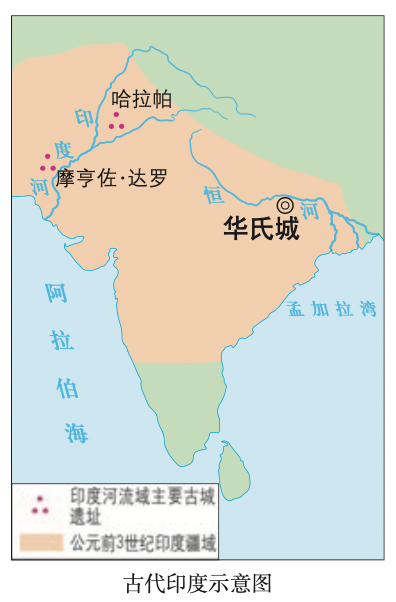 哈拉帕
印度河
摩亨佐·达罗
恒河
华氏城
阿拉伯海
孟加拉湾
印度河流域主要古城
遗址
公元前3世纪印度疆域
古代印度示意图